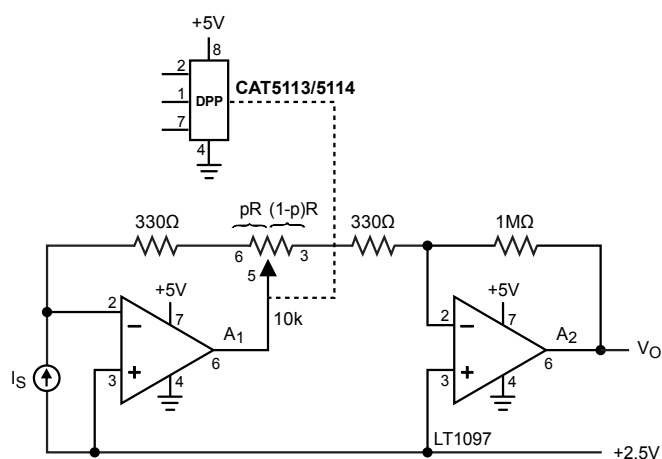 +5V
8
2
CAT5113/5114
1
DPP
7
4
pR (1-p)R
330Ω
330Ω
1MΩ
6
3
5
+5V
+5V
2
7
10k
2
7
–
A1
–
A2
6
6
VO
IS
3
+
4
3
+
4
LT1097
+2.5V